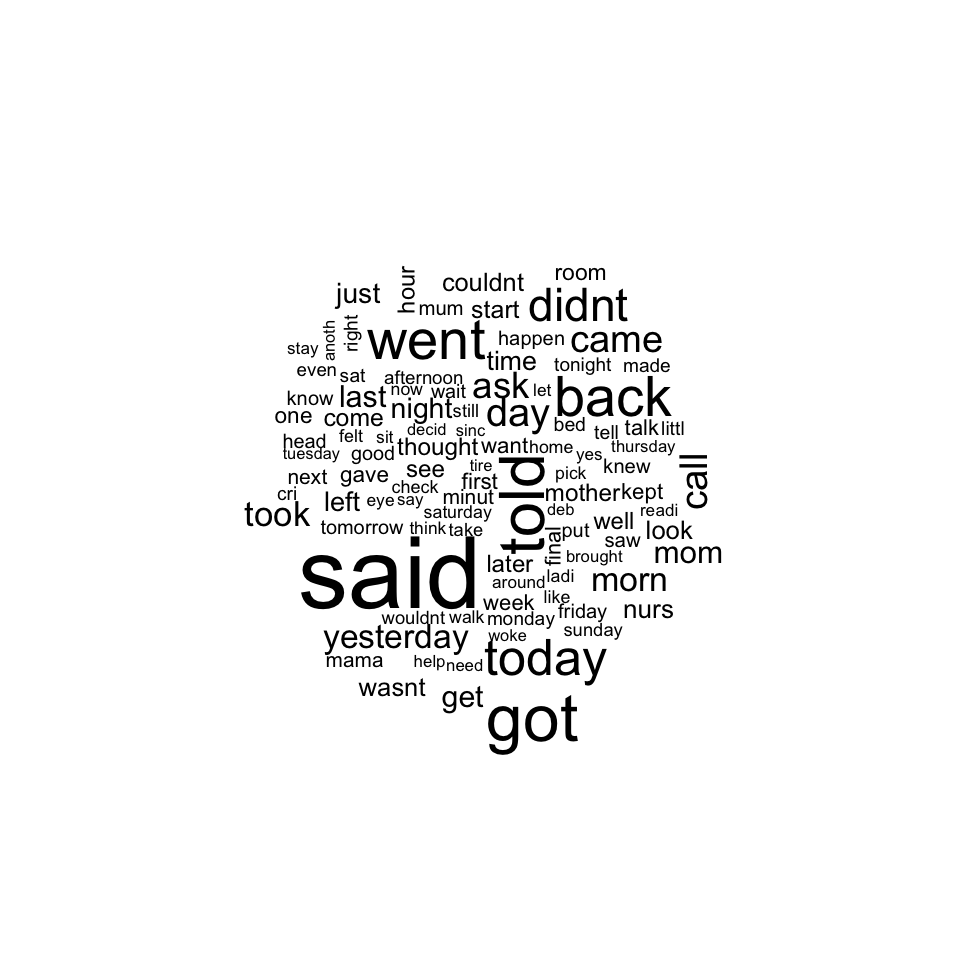 room
hour
couldnt
just
didnt
mum start
right
anoth
went
happen came
stay
time
tonight made
even
sat afternoon
ask
let
back
know last now wait
night still
day
one come
bed
talk littl
decid sinc
tell
head felt sit
thought want home
thursday
tuesday good
yes
see
tire
knew
next gave
first
pick
call
told
check
cri left eye say minut
mother kept
took
saturday
deb
readi
tomorrow think take
final
put well look
saw
mom
said
later
brought
around ladi
morn
like
week
friday nurs
wouldnt walk monday
yesterday
woke
sunday
mama
help need
today
wasnt
get
got